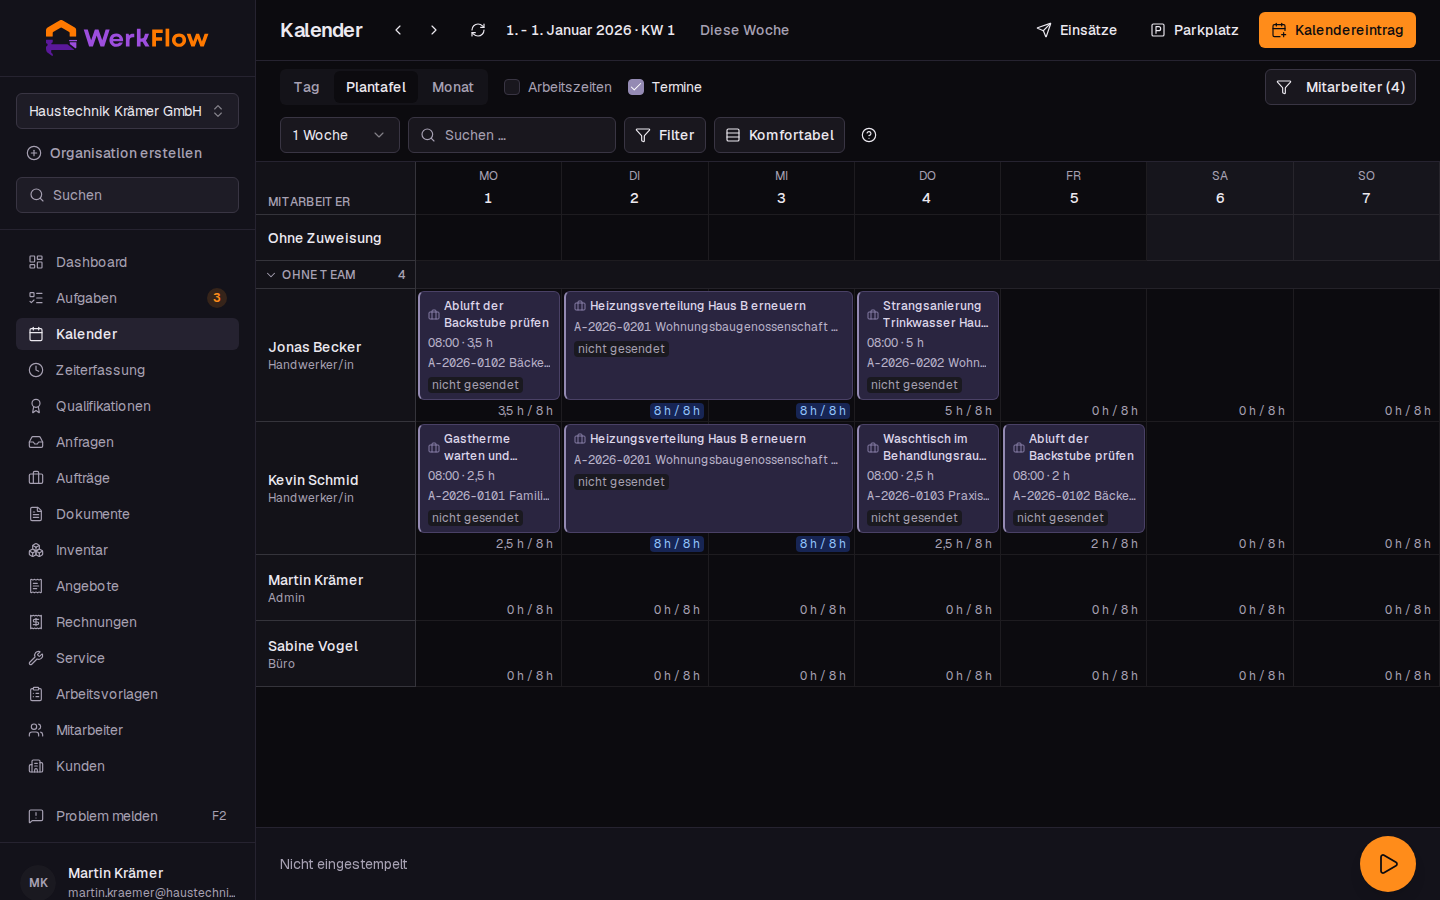 WerkFlow
Haustechnik Krämer GmbH
Organisation erstellen
Suchen
Dashboard
Aufgaben 3
Kalender
Zeiterfassung
Qualifikationen
Anfragen
Aufträge
Dokumente
Inventar
Angebote
Rechnungen
Service
Arbeitsvorlagen
Mitarbeiter
Kunden
Problem melden F2
MK
Martin Krämer
martin.kraemer@haustechni...
Kalender
1. - 1. Januar 2026 · KW 1
Diese Woche
Einsätze
Parkplatz
Kalendereintrag
Tag Plantafel Monat
Arbeitszeiten
Termine
Mitarbeiter (4)
1 Woche
Suchen ...
Filter
Komfortabel
MITARBEITER
MO DI MI DO FR SA SO
1 2 3 4 5 6 7
Ohne Zuweisung
OHNE TEAM 4
Jonas Becker
Handwerker/in
Abluft der
Backstube prüfen
08:00 · 3,5 h
A-2026-0102 Bäcke...
nicht gesendet
Heizungsverteilung Haus B erneuern
A-2026-0201 Wohnungsbaugenossenschaft ...
nicht gesendet
Strangsanierung
Trinkwasser Hau...
08:00 · 5 h
A-2026-0202 Wohn...
nicht gesendet
3,5 h / 8 h 8 h / 8 h 8 h / 8 h 5 h / 8 h 0 h / 8 h 0 h / 8 h 0 h / 8 h
Kevin Schmid
Handwerker/in
Gastherme
warten und...
08:00 · 2,5 h
A-2026-0101 Famili...
nicht gesendet
Heizungsverteilung Haus B erneuern
A-2026-0201 Wohnungsbaugenossenschaft ...
nicht gesendet
Waschtisch im
Behandlungsrau...
08:00 · 2,5 h
A-2026-0103 Praxis...
nicht gesendet
Abluft der
Backstube prüfen
08:00 · 2 h
A-2026-0102 Bäcke...
nicht gesendet
2,5 h / 8 h 8 h / 8 h 8 h / 8 h 2,5 h / 8 h 2 h / 8 h 0 h / 8 h 0 h / 8 h
Martin Krämer
Admin
0 h / 8 h 0 h / 8 h 0 h / 8 h 0 h / 8 h 0 h / 8 h 0 h / 8 h 0 h / 8 h
Sabine Vogel
Büro
0 h / 8 h 0 h / 8 h 0 h / 8 h 0 h / 8 h 0 h / 8 h 0 h / 8 h 0 h / 8 h
Nicht eingestempelt